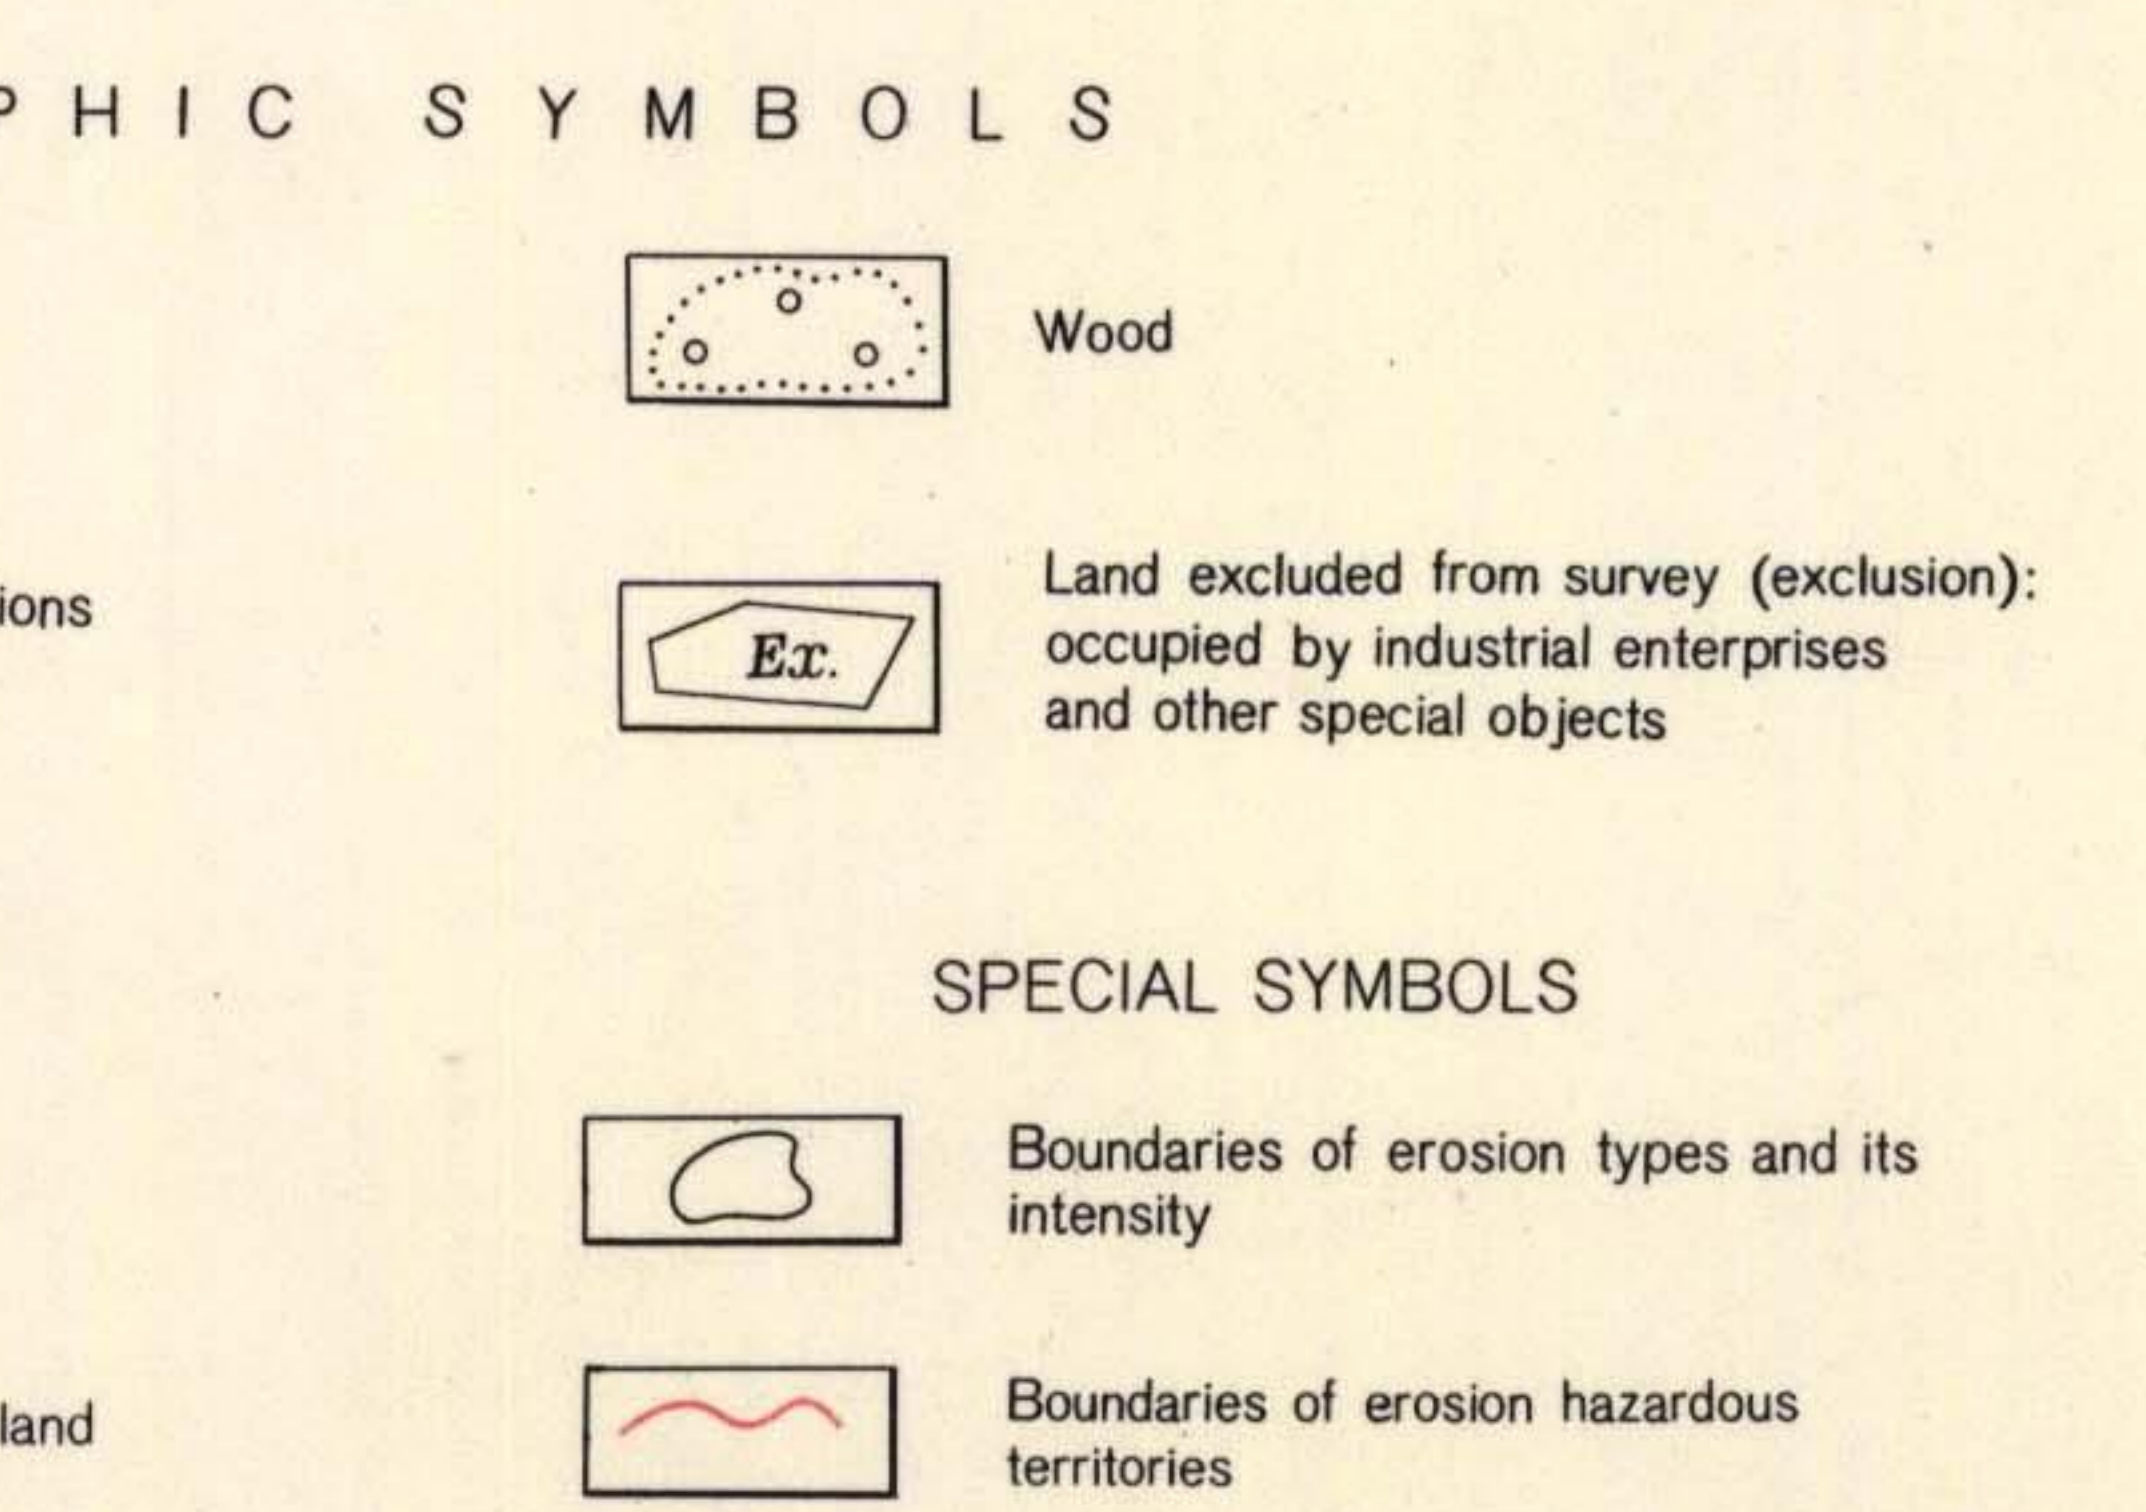 PHIC SYMBOLS
Wood
ions
Land excluded from survey (exclusion):
occupied by industrial enterprises
and other special objects
Ex.
SPECIAL SYMBOLS
Boundaries of erosion types and its
intensity
land
Boundaries of erosion hazardous
territories